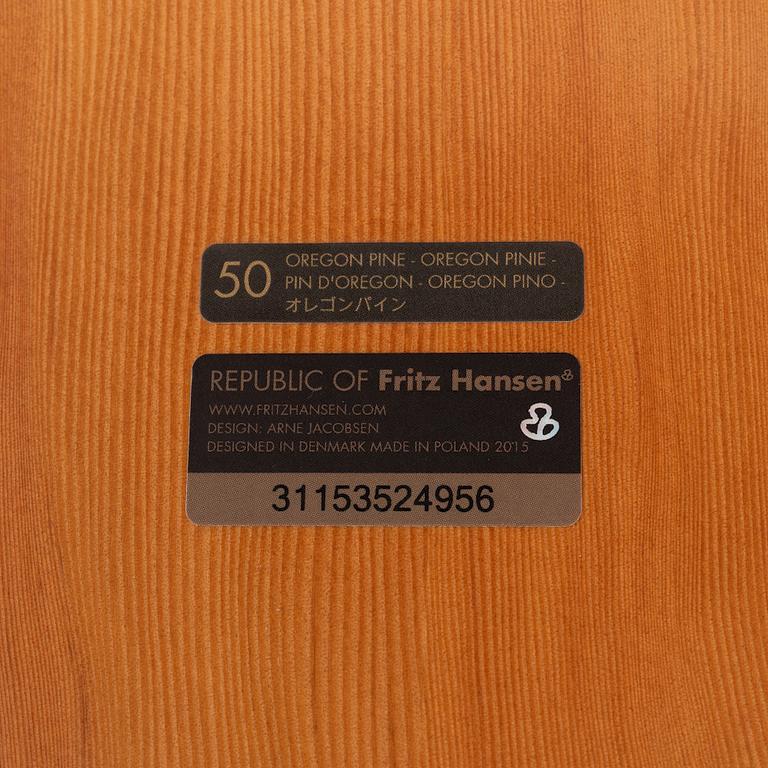 50 OREGON PINE - OREGON PINIE -
PIN D'OREGON - OREGON PINO -
オレゴンパイン
REPUBLIC OF Fritz Hansen
WWW.FRITZHANSEN.COM
DESIGN: ARNE JACOBSEN
DESIGNED IN DENMARK MADE IN POLAND 2015
31153524956